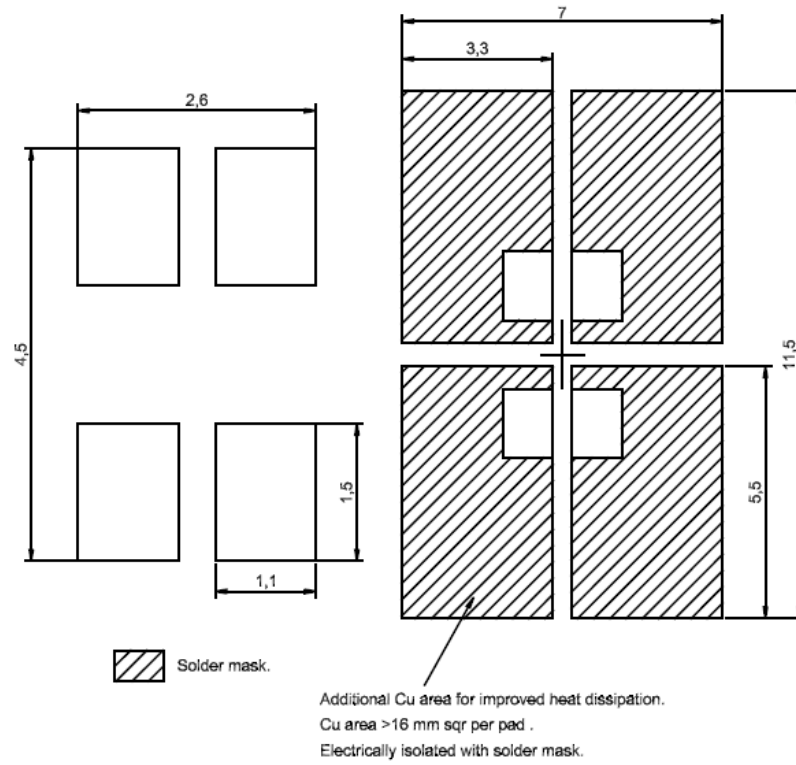 7
3,3
2,6
4,5
11,5
1,5
5,5
1,1
Solder mask.
Additional Cu area for improved heat dissipation.
Cu area >16 mm sqr per pad .
Electrically isolated with solder mask.